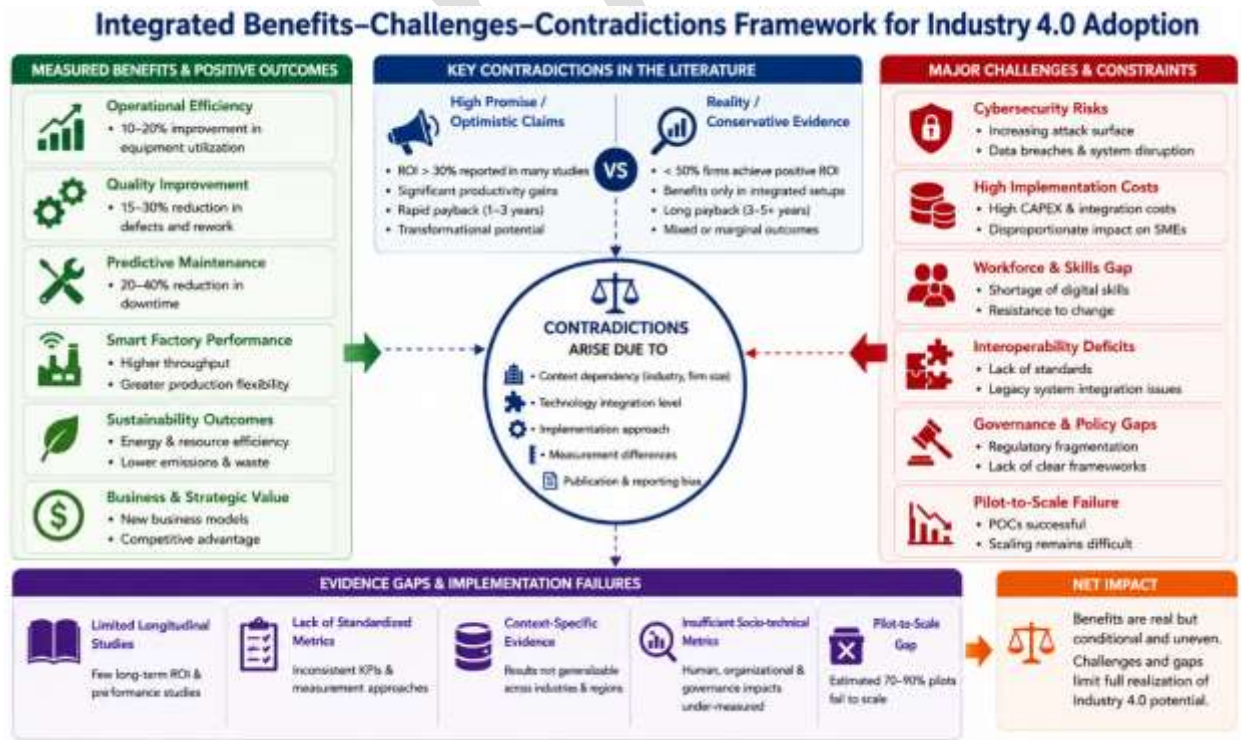 Integrated Benefits–Challenges–Contradictions Framework for Industry 4.0 Adoption
MEASURED BENEFITS & POSITIVE OUTCOMES
Operational Efficiency
• 10–20% improvement in
equipment utilization
Quality Improvement
• 15–30% reduction in
defects and rework
Predictive Maintenance
• 20–40% reduction in
downtime
Smart Factory Performance
• Higher throughput
• Greater production flexibility
Sustainability Outcomes
• Energy & resource efficiency
• Lower emissions & waste
Business & Strategic Value
• New business models
• Competitive advantage
KEY CONTRADICTIONS IN THE LITERATURE
High Promise /
Optimistic Claims
• ROI > 30% reported in many studies
• Significant productivity gains
• Rapid payback (1–3 years)
• Transformational potential
VS
Reality /
Conservative Evidence
• < 50% firms achieve positive ROI
• Benefits only in integrated setups
• Long payback (3–5+ years)
• Mixed or marginal outcomes
CONTRADICTIONS
ARISE DUE TO
• Context dependency (industry, firm size)
• Technology integration level
• Implementation approach
• Measurement differences
• Publication & reporting bias
MAJOR CHALLENGES & CONSTRAINTS
Cybersecurity Risks
• Increasing attack surface
• Data breaches & system disruption
High Implementation Costs
• High CAPEX & integration costs
• Disproportionate impact on SMEs
Workforce & Skills Gap
• Shortage of digital skills
• Resistance to change
Interoperability Deficits
• Lack of standards
• Legacy system integration issues
Governance & Policy Gaps
• Regulatory fragmentation
• Lack of clear frameworks
Pilot-to-Scale Failure
• POCs successful
• Scaling remains difficult
EVIDENCE GAPS & IMPLEMENTATION FAILURES
Limited Longitudinal
Studies
Few long-term ROI &
performance studies
Lack of Standardized
Metrics
Inconsistent KPIs &
measurement approaches
Context-Specific
Evidence
Results not generalizable
across industries & regions
Insufficient Socio-technical
Metrics
Human, organizational &
governance impacts
under-measured
Pilot-to-Scale
Gap
Estimated 70–90% pilots
fail to scale
NET IMPACT
Benefits are real but
conditional and uneven.
Challenges and gaps
limit full realization of
Industry 4.0 potential.